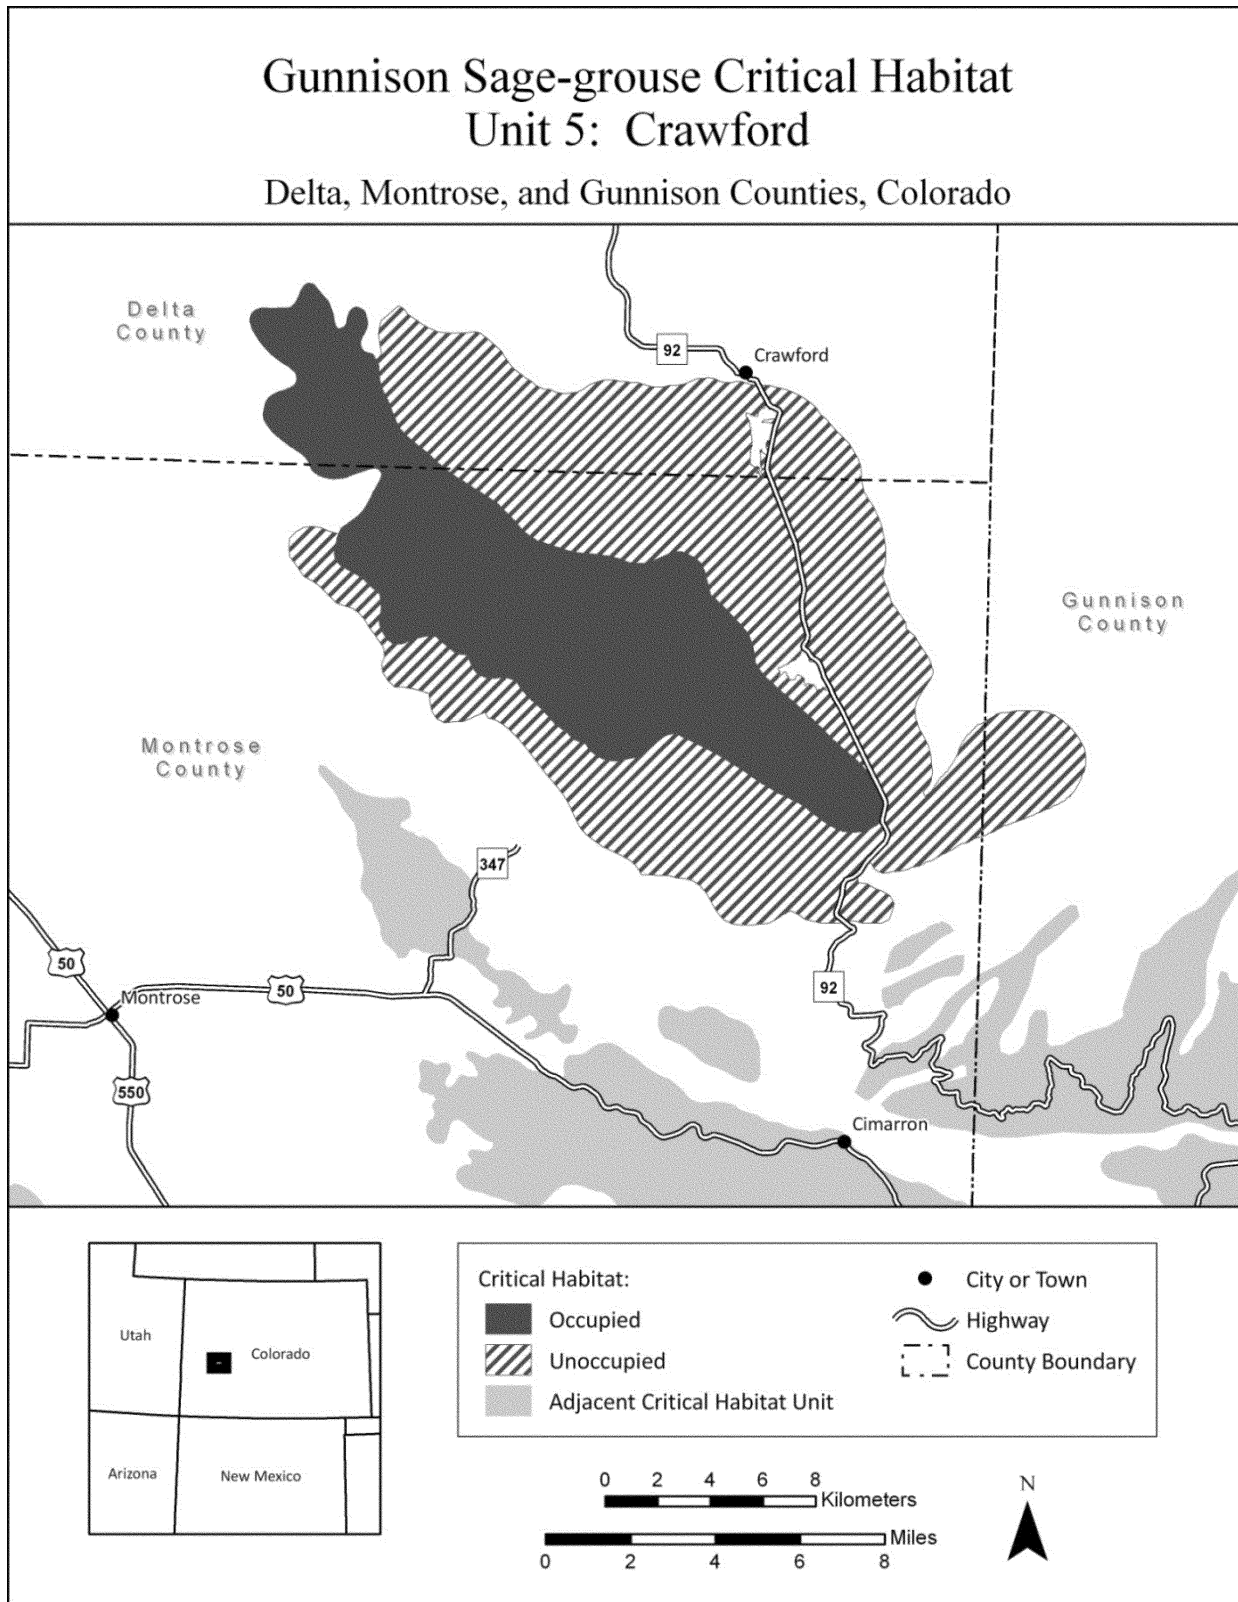 Gunnison Sage-grouse Critical Habitat
Unit 5: Crawford
Delta, Montrose, and Gunnison Counties, Colorado
Delta
County
92
Crawford
Gunnison
County
Montrose
County
347
50
Montrose
50
92
550
Cimarron
Utah
Colorado
Arizona
New Mexico
Critical Habitat:
Occupied
Unoccupied
Adjacent Critical Habitat Unit
City or Town
Highway
County Boundary
0 2 4 6 8
Kilometers
Miles
0 2 4 6 8
N